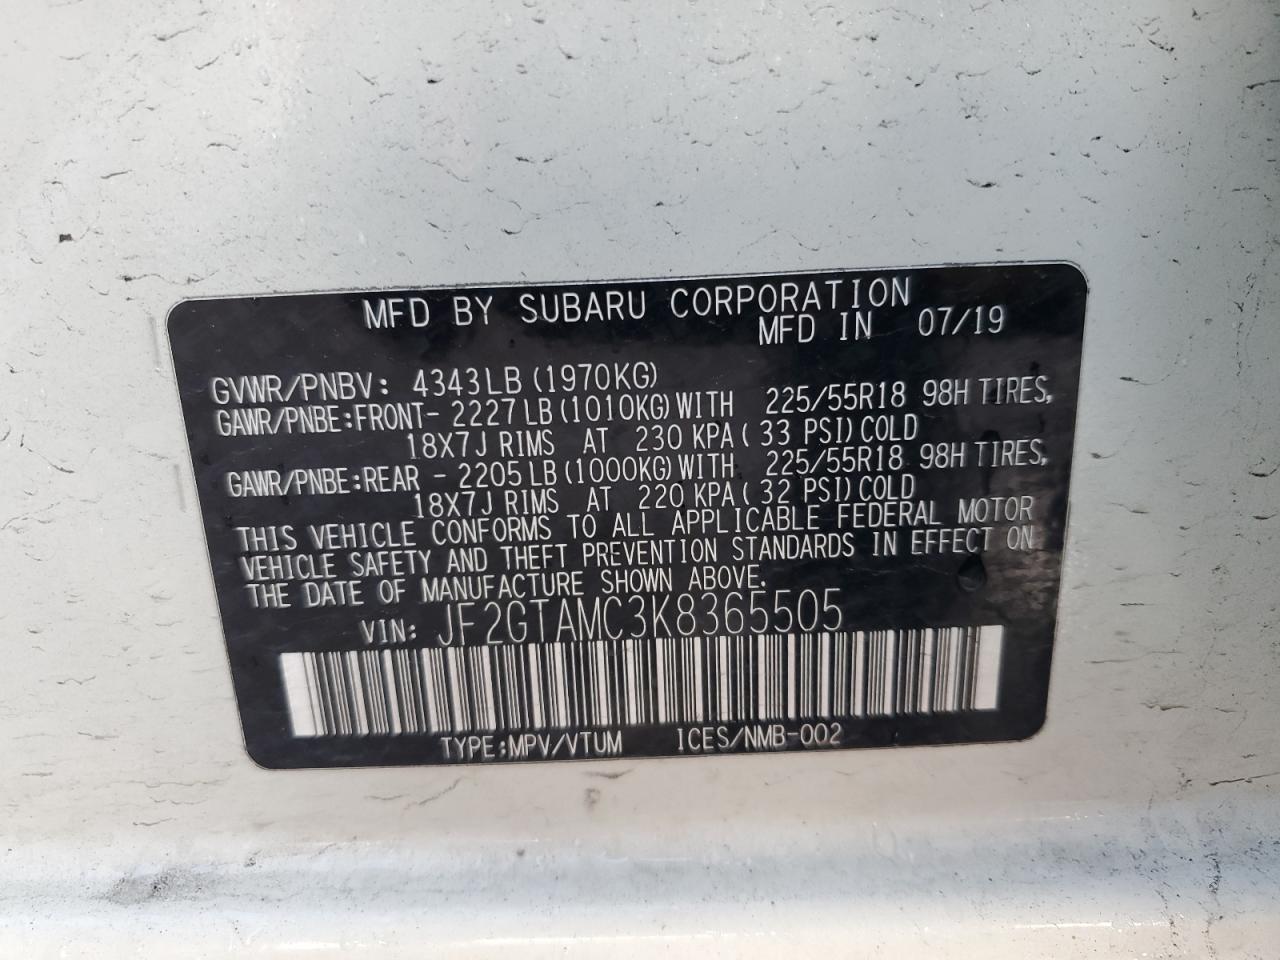 MFD BY SUBARU CORPORATION
MFD IN 07/19
GVWR/PNBV: 4343LB(1970KG)
GAWR/PNBE:FRONT- 2227LB(1010KG)WITH 225/55R18 98H TIRES,
18X7J RIMS AT 230 KPA( 33 PSI)COLD
GAWR/PNBE:REAR - 2205LB(1000KG)WITH 225/55R18 98H TIRES,
18X7J RIMS AT 220 KPA( 32 PSI)COLD
THIS VEHICLE CONFORMS TO ALL APPLICABLE FEDERAL MOTOR
VEHICLE SAFETY AND THEFT PREVENTION STANDARDS IN EFFECT ON
THE DATE OF MANUFACTURE SHOWN ABOVE.
VIN: JF2GTAMC3K8365505
TYPE:MPV/VTUM ICES/NMB-002